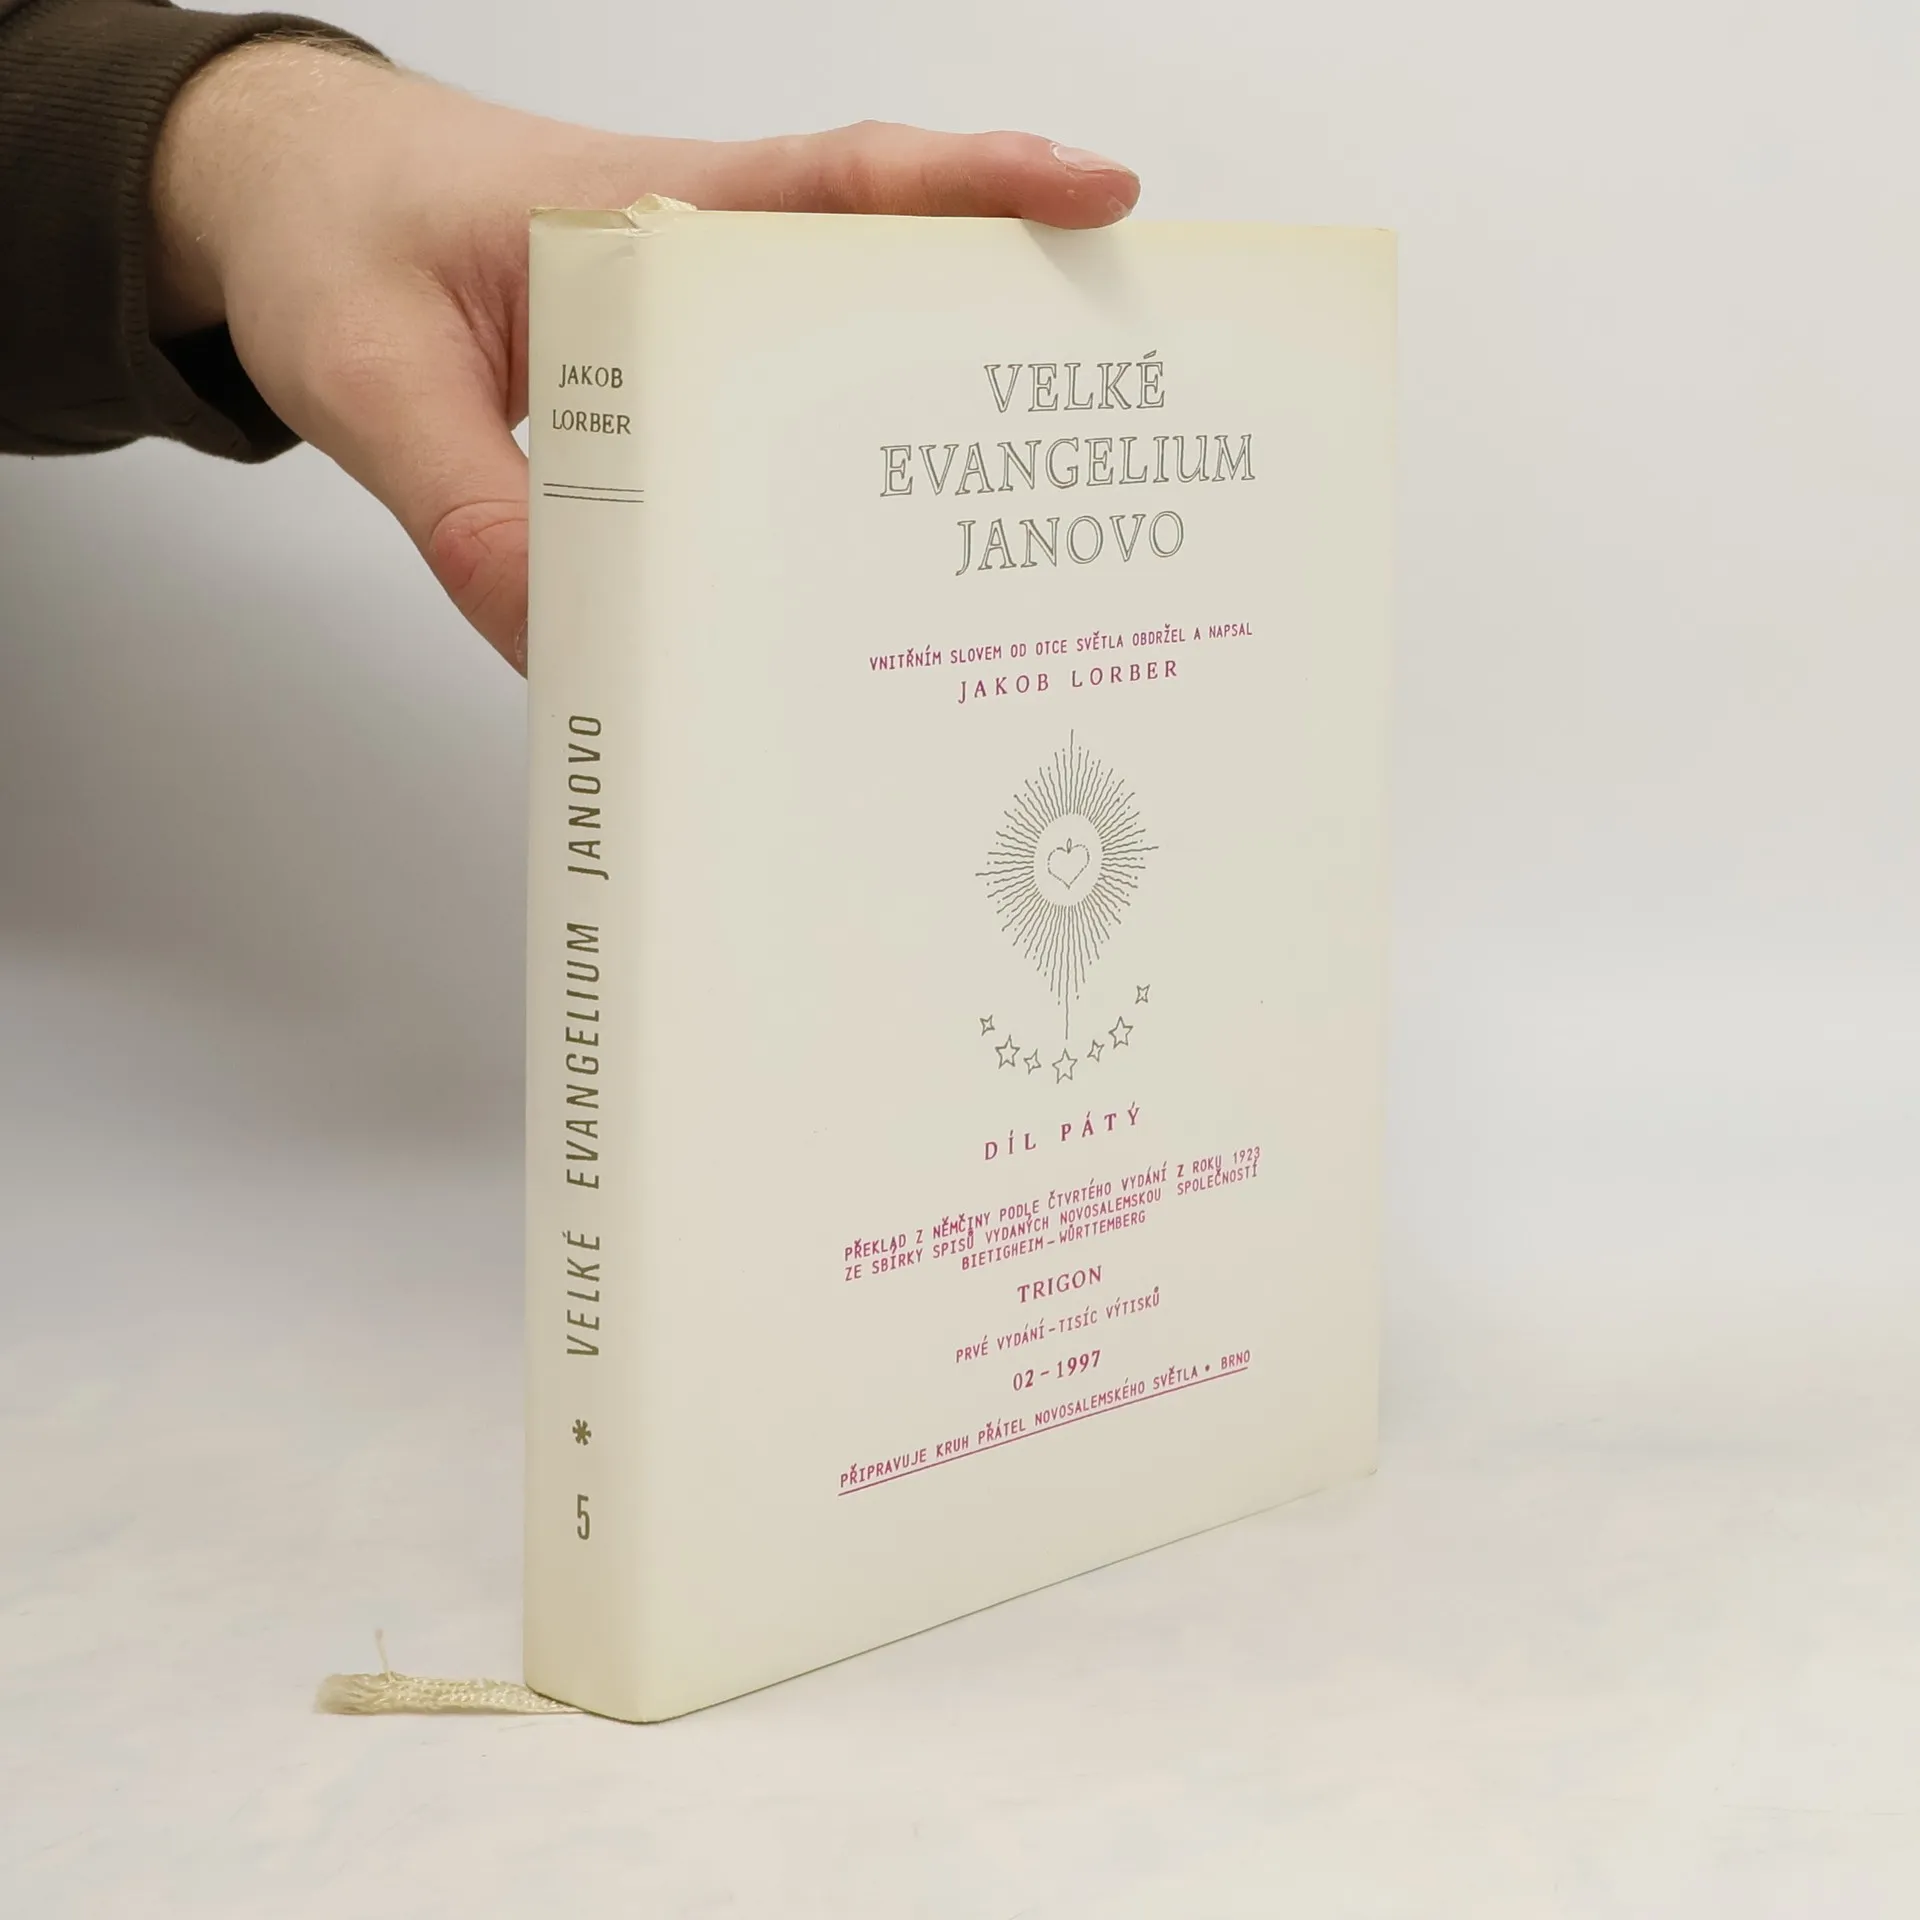 JAKOB
LORBER
VELKÉ EVANGELIUM JANOVO * 5
VELKÉ
EVANGELIUM
JANOVO
VNITŘNÍM SLOVEM OD OTCE SVĚTLA OBDRŽEL A NAPSAL
JAKOB LORBER
DÍL PÁTÝ
PŘEKLAD Z NĚMČINY PODLE ČTVRTÉHO VYDÁNÍ Z ROKU 1923
ZE SBÍRKY SPISŮ VYDANÝCH NOVOSALEMSKOU SPOLEČNOSTÍ
BIETIGHEIM-WÜRTTEMBERG
TRIGON
PRVÉ VYDÁNÍ-TISÍC VÝTISKŮ
02-1997
PŘIPRAVUJE KRUH PŘÁTEL NOVOSALEMSKÉHO SVĚTLA • BRNO